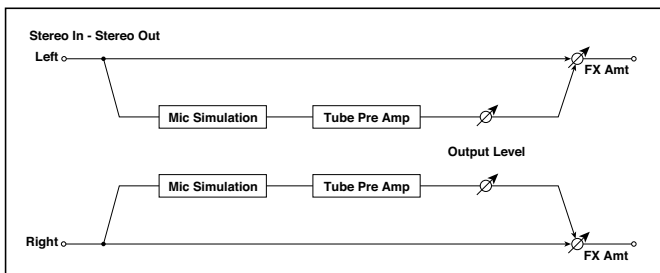 Stereo In - Stereo Out
Left
FX Amt
Mic Simulation
Tube Pre Amp
Output Level
Mic Simulation
Tube Pre Amp
Right
FX Amt